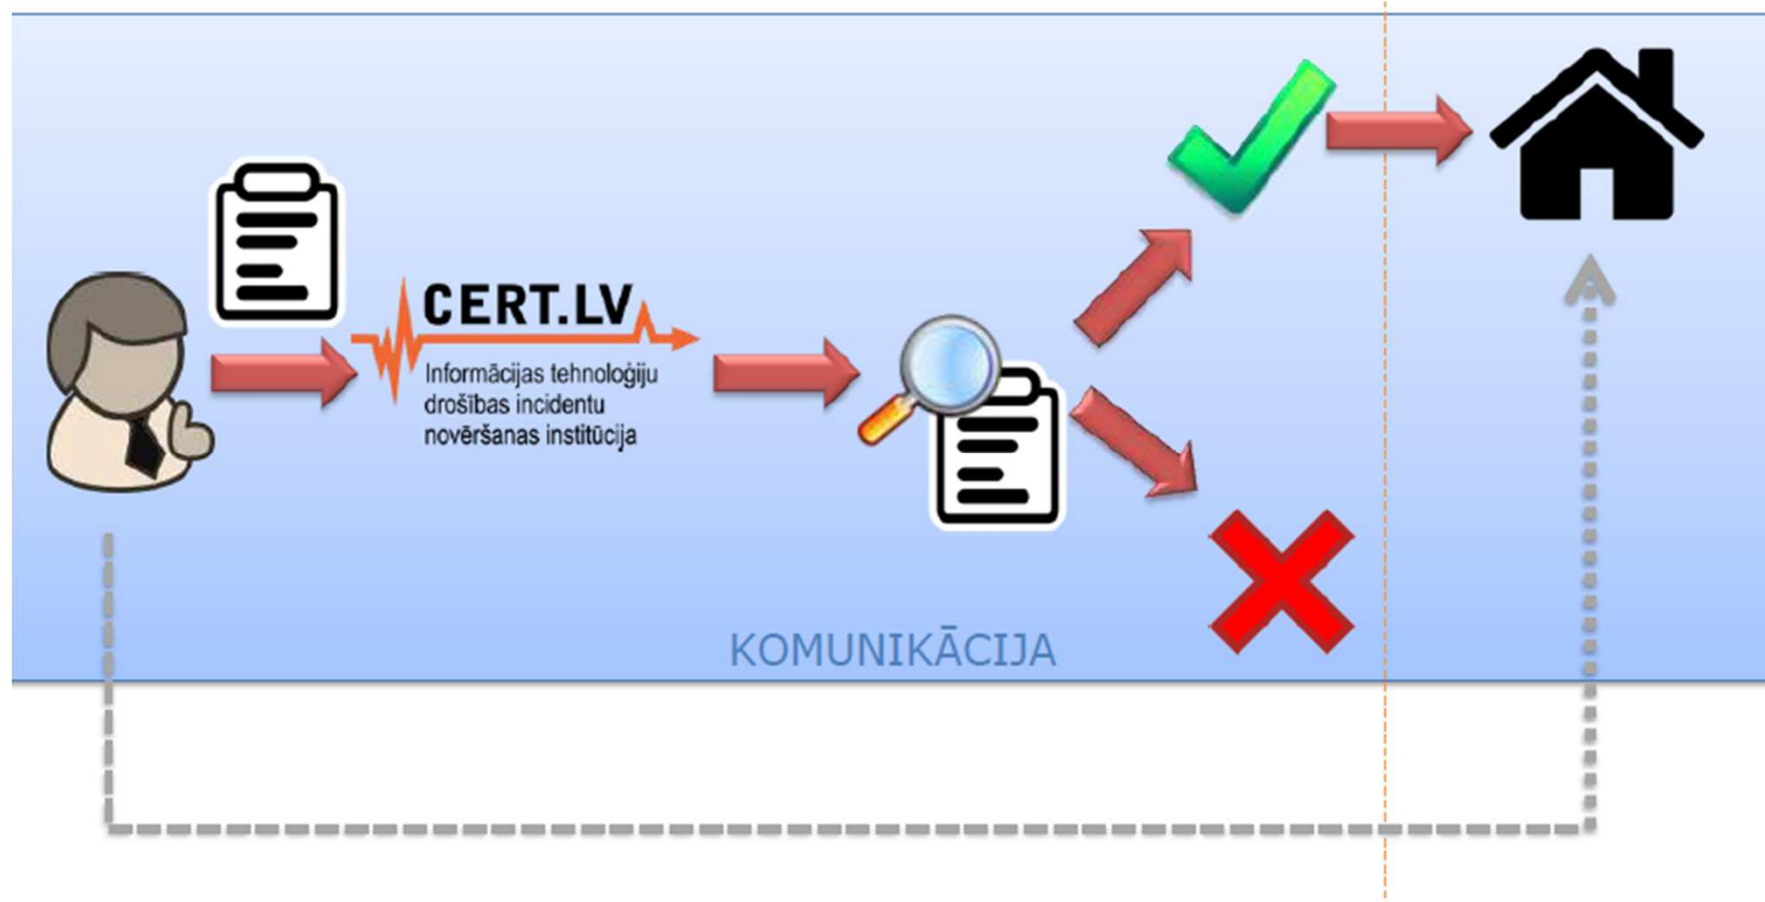 CERT.LV
Informācijas tehnoloģiju
drošības incidentu
novēršanas institūcija
KOMUNIKĀCIJA